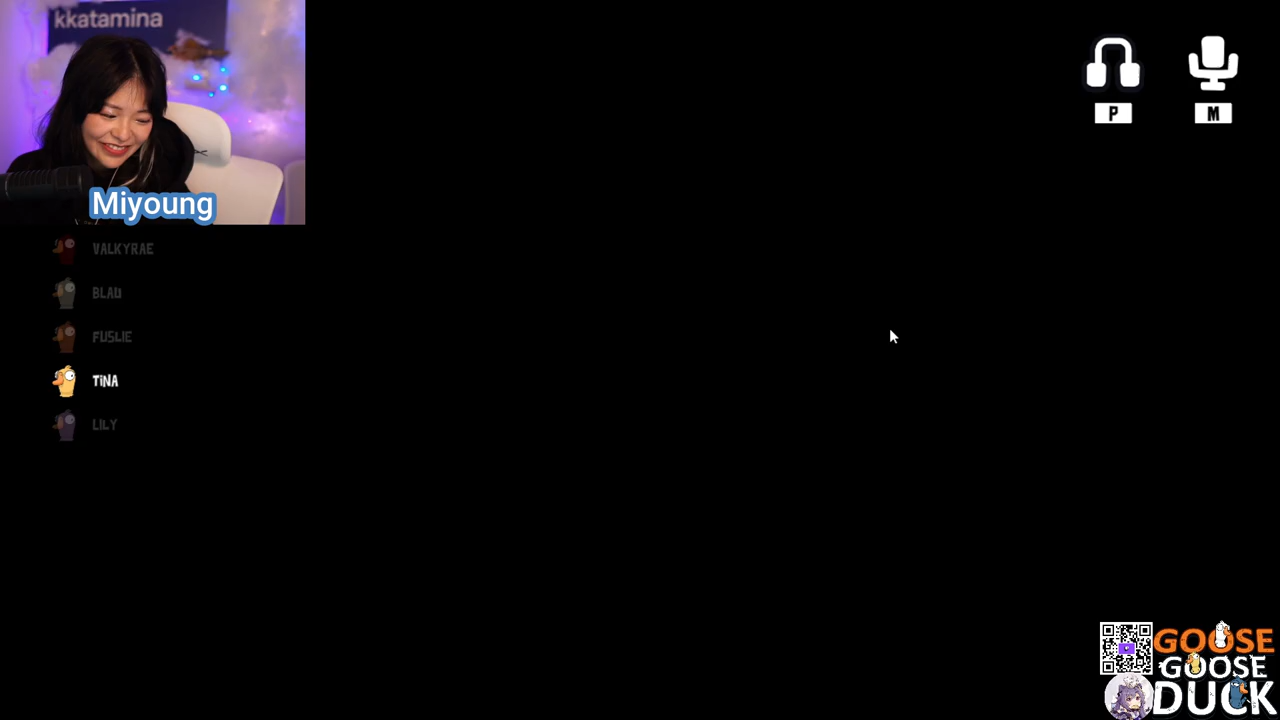 kkatamina
Miyoung
P
M
VALKYRAE
BLAU
FUSLIE
TINA
LILY
GOOSE
GOOSE
DUCK